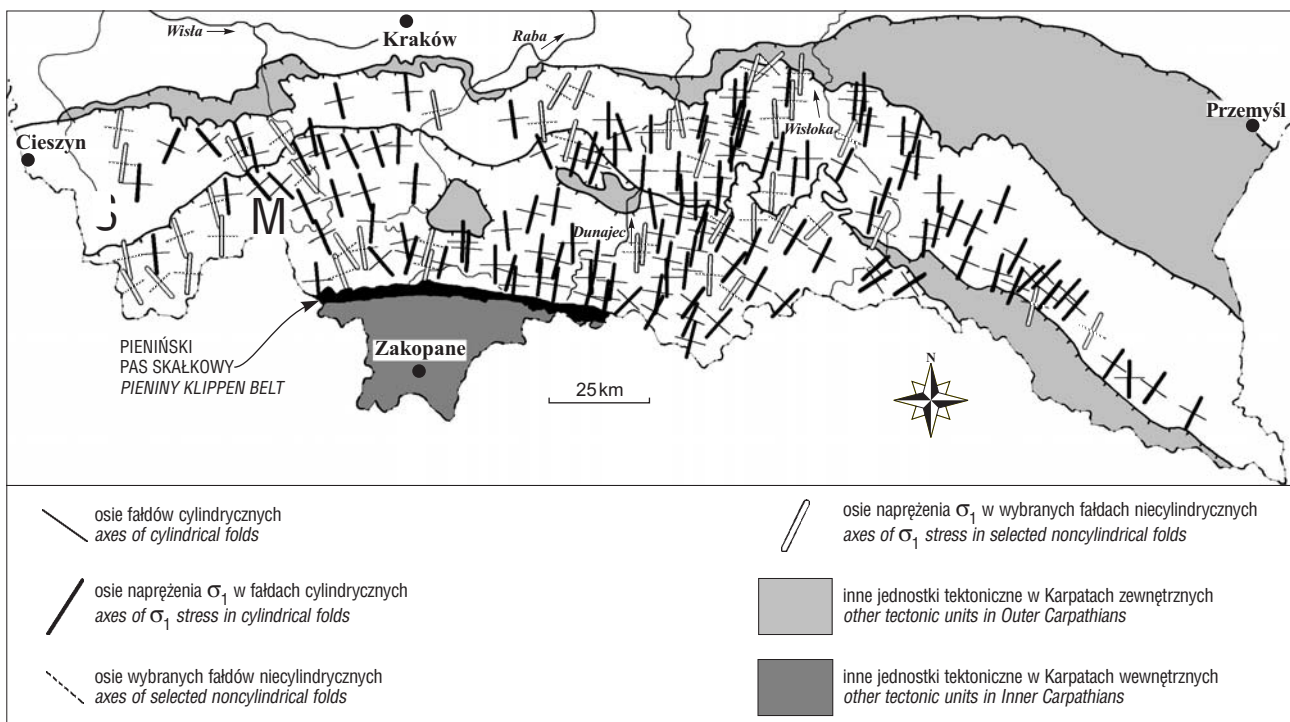 Wisła
Kraków
Raba
Cieszyn
Wisłoka
Przemyśl
S
M
Dunajec
PIENIŃSKI
PAS SKAŁKOWY
PIENINY KLIPPEN BELT
Zakopane
25 km
N
osie fałdów cylindrycznych
axes of cylindrical folds
osie naprężenia σ1 w fałdach cylindrycznych
axes of σ1 stress in cylindrical folds
osie wybranych fałdów niecylindrycznych
axes of selected noncylindrical folds
osie naprężenia σ1 w wybranych fałdach niecylindrycznych
axes of σ1 stress in selected noncylindrical folds
inne jednostki tektoniczne w Karpatach zewnętrznych
other tectonic units in Outer Carpathians
inne jednostki tektoniczne w Karpatach wewnętrznych
other tectonic units in Inner Carpathians